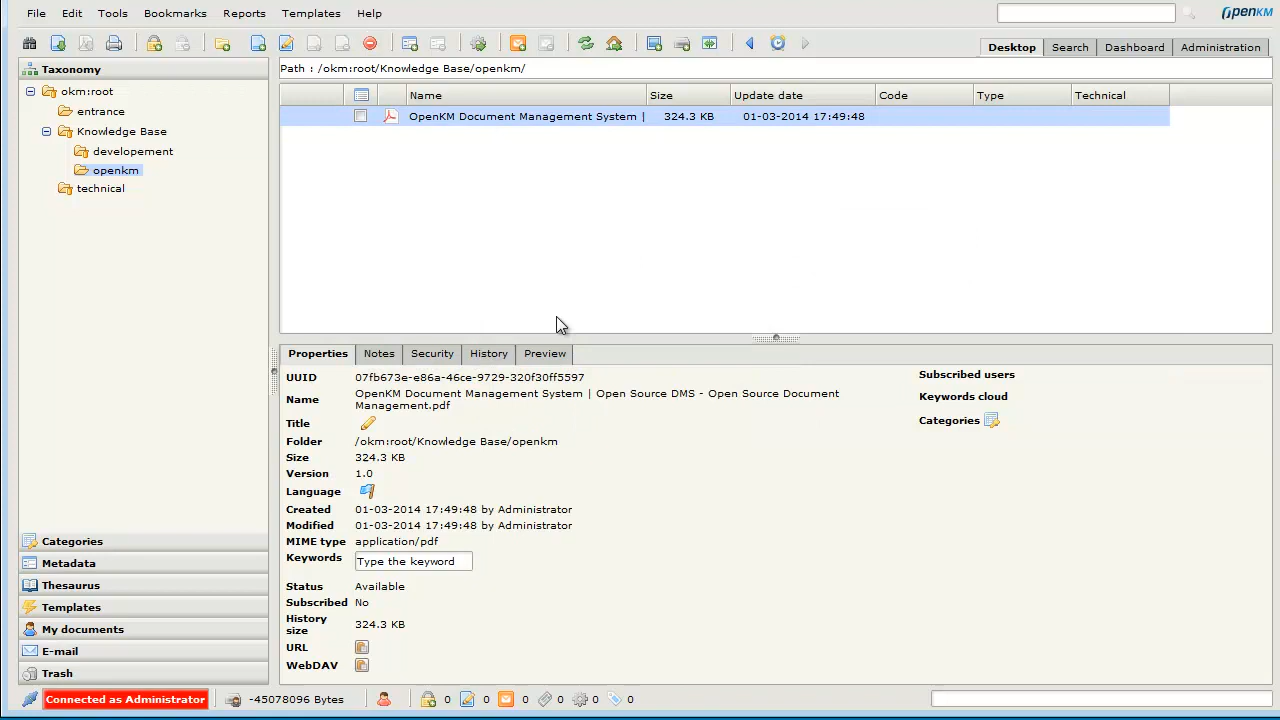 File Edit Tools Bookmarks Reports Templates Help
OpenKM
Desktop Search Dashboard Administration
Taxonomy
Path : /okm:root/Knowledge Base/openkm/
okm:root
entrance
Knowledge Base
developement
openkm
technical
Name Size Update date Code Type Technical
OpenKM Document Management System | 324.3 KB 01-03-2014 17:49:48
Properties Notes Security History Preview
UUID 07fb673e-e86a-46ce-9729-320f30ff5597
Name OpenKM Document Management System | Open Source DMS - Open Source Document
Management.pdf
Title
Folder /okm:root/Knowledge Base/openkm
Size 324.3 KB
Version 1.0
Language
Created 01-03-2014 17:49:48 by Administrator
Modified 01-03-2014 17:49:48 by Administrator
MIME type application/pdf
Keywords Type the keyword
Status Available
Subscribed No
History
size 324.3 KB
URL
WebDAV
Subscribed users
Keywords cloud
Categories
Categories
Metadata
Thesaurus
Templates
My documents
E-mail
Trash
Connected as Administrator -45078096 Bytes 0 0 0 0 0 0